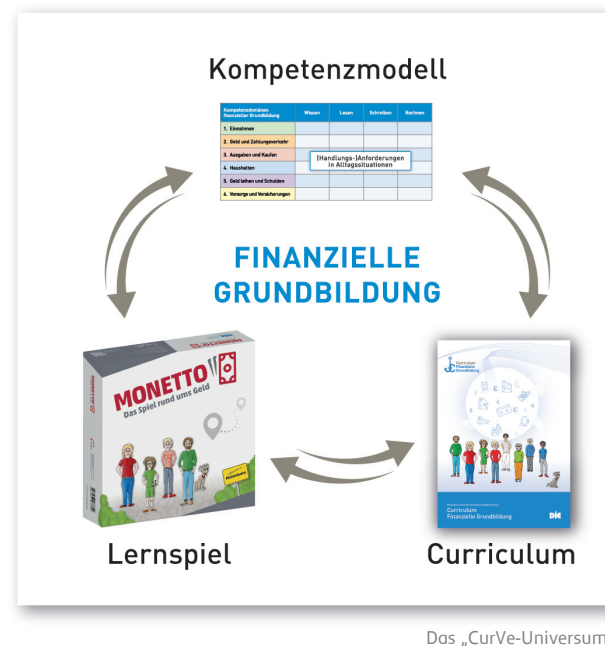 Kompetenzmodell
Kompetenzdomänen
finanzieller Grundbildung
Wissen
Lesen
Schreiben
Rechnen
1. Einnahmen
2. Geld und Zahlungsverkehr
3. Ausgaben und Kaufen
4. Haushalten
5. Geld leihen und Schulden
6. Vorsorge und Versicherungen
(Handlungs-)Anforderungen
in Alltagssituationen
FINANZIELLE
GRUNDBILDUNG
MONETTO
Das Spiel rund ums Geld
Curriculum
Finanzielle
Grundbildung
Curriculum
Finanzielle Grundbildung
DIE
Lernspiel
Curriculum
Das „CurVe-Universum